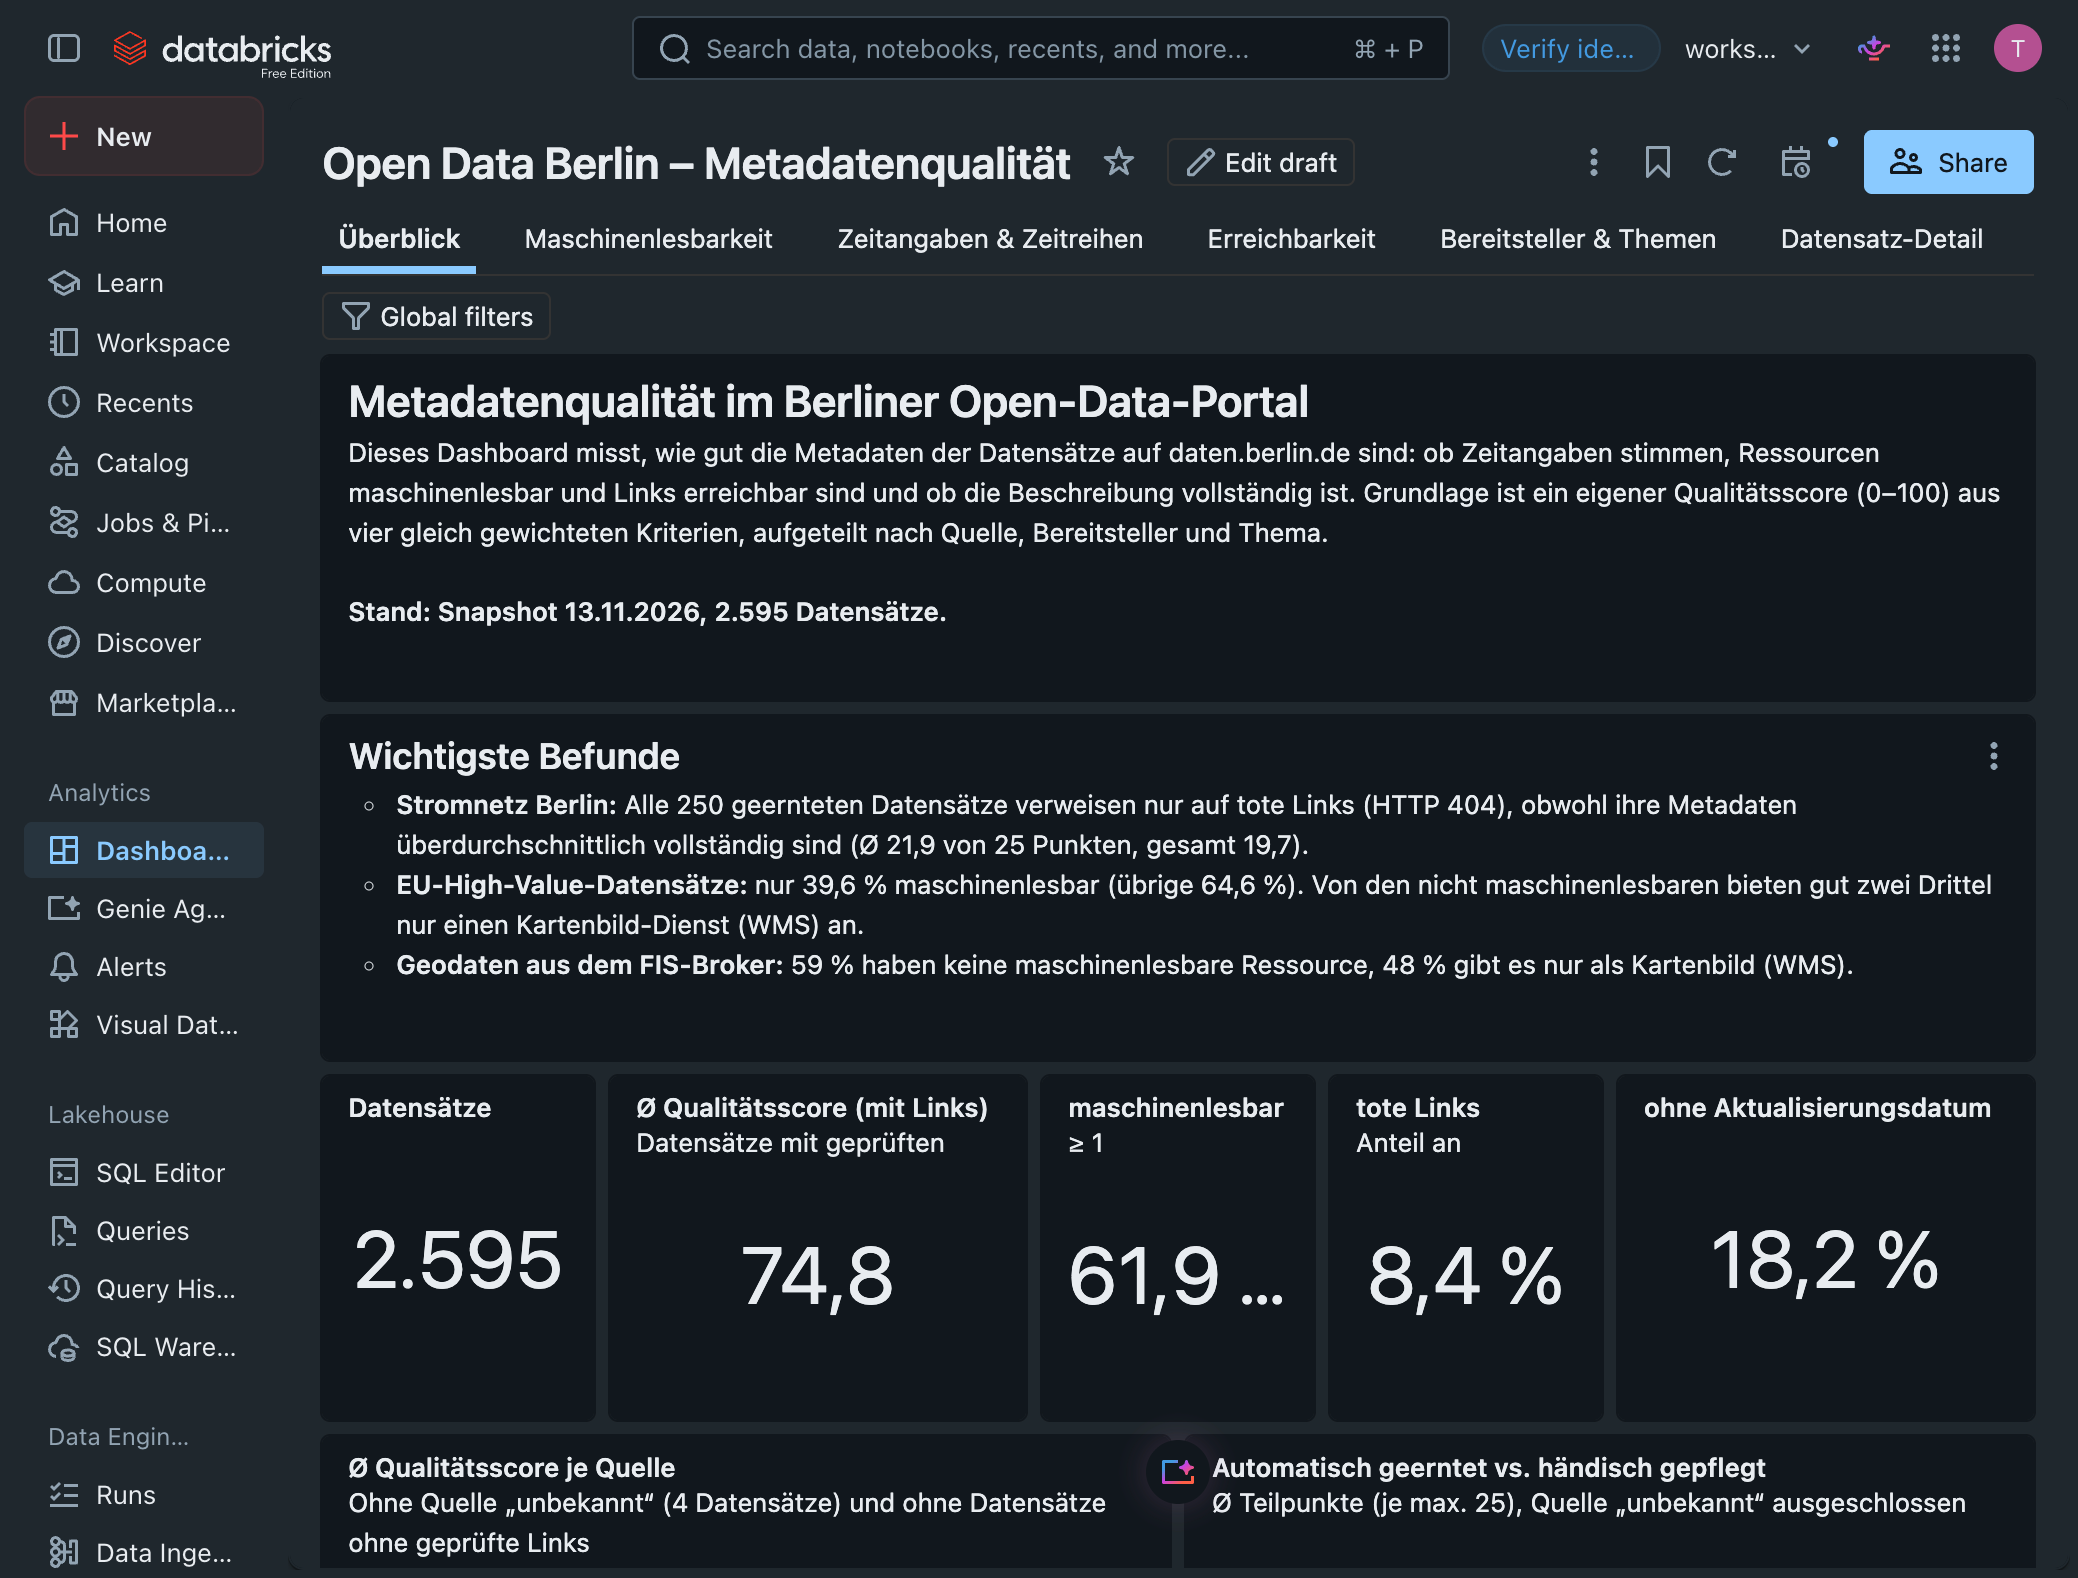 databricks
Free Edition
Search data, notebooks, recents, and more...
⌘ + P
Verify ide...
works...
T
New
Home
Learn
Workspace
Recents
Catalog
Jobs & Pi...
Compute
Discover
Marketpla...
Analytics
Dashboa...
Genie Ag...
Alerts
Visual Dat...
Lakehouse
SQL Editor
Queries
Query His...
SQL Ware...
Data Engin...
Runs
Data Inge...
Open Data Berlin – Metadatenqualität
Edit draft
Share
Überblick
Maschinenlesbarkeit
Zeitangaben & Zeitreihen
Erreichbarkeit
Bereitsteller & Themen
Datensatz-Detail
Global filters
Metadatenqualität im Berliner Open-Data-Portal
Dieses Dashboard misst, wie gut die Metadaten der Datensätze auf daten.berlin.de sind: ob Zeitangaben stimmen, Ressourcen
maschinenlesbar und Links erreichbar sind und ob die Beschreibung vollständig ist. Grundlage ist ein eigener Qualitätsscore (0–100) aus
vier gleich gewichteten Kriterien, aufgeteilt nach Quelle, Bereitsteller und Thema.
Stand: Snapshot 13.11.2026, 2.595 Datensätze.
Wichtigste Befunde
Stromnetz Berlin: Alle 250 geernteten Datensätze verweisen nur auf tote Links (HTTP 404), obwohl ihre Metadaten
überdurchschnittlich vollständig sind (Ø 21,9 von 25 Punkten, gesamt 19,7).
EU-High-Value-Datensätze: nur 39,6 % maschinenlesbar (übrige 64,6 %). Von den nicht maschinenlesbaren bieten gut zwei Drittel
nur einen Kartenbild-Dienst (WMS) an.
Geodaten aus dem FIS-Broker: 59 % haben keine maschinenlesbare Ressource, 48 % gibt es nur als Kartenbild (WMS).
Datensätze
2.595
Ø Qualitätsscore (mit Links)
Datensätze mit geprüften
74,8
maschinenlesbar
≥ 1
61,9 ...
tote Links
Anteil an
8,4 %
ohne Aktualisierungsdatum
18,2 %
Ø Qualitätsscore je Quelle
Ohne Quelle „unbekannt“ (4 Datensätze) und ohne Datensätze
ohne geprüfte Links
Automatisch geerntet vs. händisch gepflegt
Ø Teilpunkte (je max. 25), Quelle „unbekannt“ ausgeschlossen